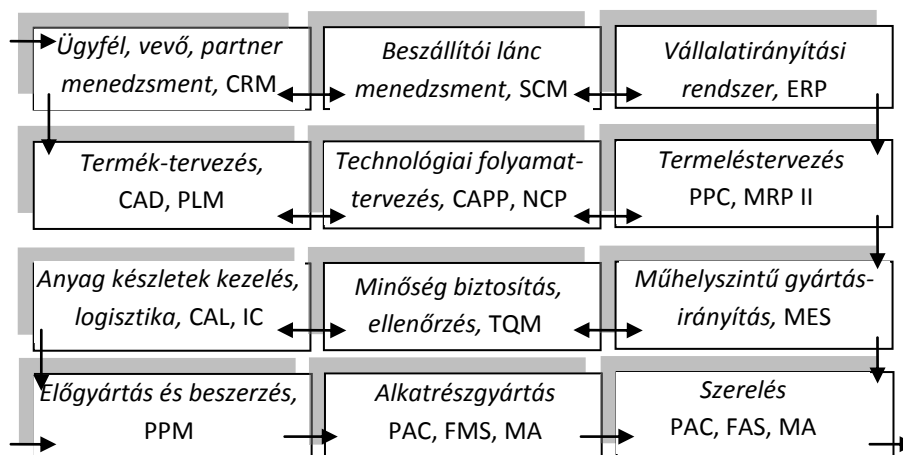 Ügyfél, vevő, partner
menedzsment, CRM
Beszállítói lánc
menedzsment, SCM
Vállalatirányítási
rendszer, ERP
Termék-tervezés,
CAD, PLM
Technológiai folyamat-
tervezés, CAPP, NCP
Termeléstervezés
PPC, MRP II
Anyag készletek kezelés,
logisztika, CAL, IC
Minőség biztosítás,
ellenőrzés, TQM
Műhelyszintű gyártás-
irányítás, MES
Előgyártás és beszerzés,
PPM
Alkatrészgyártás
PAC, FMS, MA
Szerelés
PAC, FAS, MA